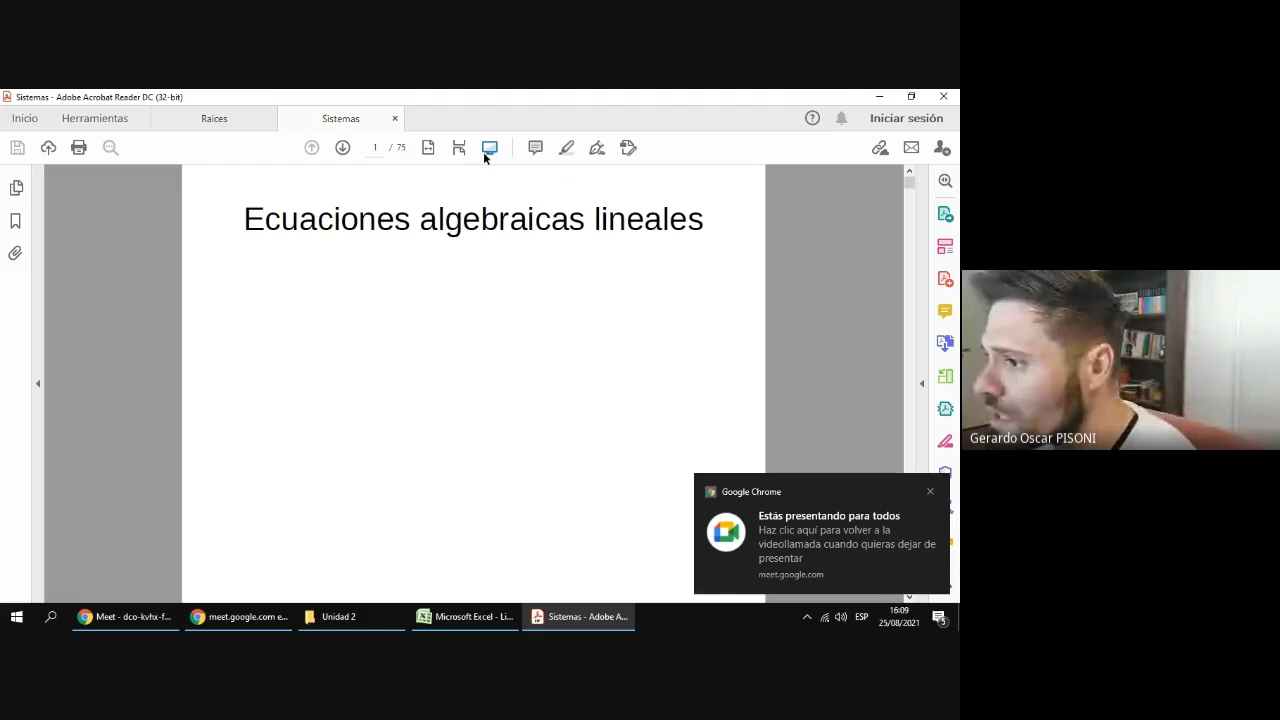 Sistemas - Adobe Acrobat Reader DC (32-bit)
Inicio
Herramientas
Raices
Sistemas
Iniciar sesión
1 / 75
Ecuaciones algebraicas lineales
Gerardo Oscar PISONI
Google Chrome
Estás presentando para todos
Haz clic aquí para volver a la
videollamada cuando quieras dejar de
presentar
meet.google.com
Meet - dco-kvhx-f...
meet.google.com e...
Unidad 2
Microsoft Excel - Li...
Sistemas - Adobe A...
ESP
16:09
25/08/2021
5